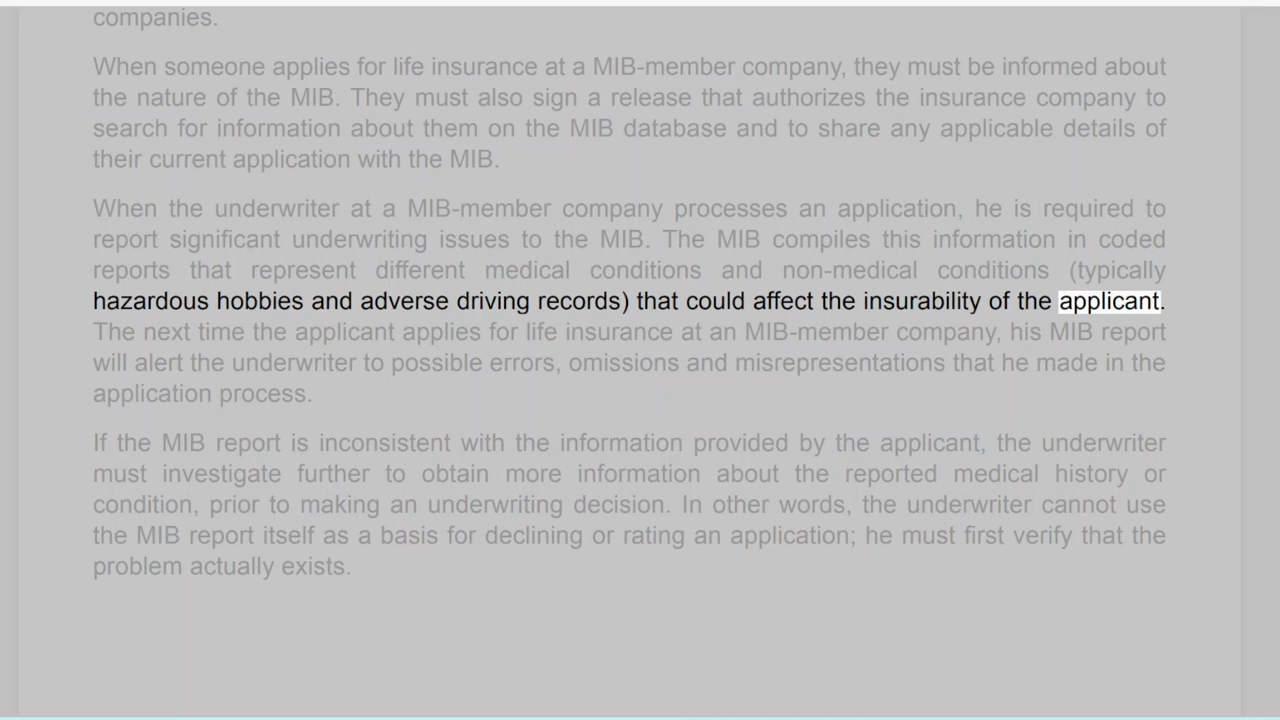 companies.
When someone applies for life insurance at a MIB-member company, they must be informed about
the nature of the MIB. They must also sign a release that authorizes the insurance company to
search for information about them on the MIB database and to share any applicable details of
their current application with the MIB.
When the underwriter at a MIB-member company processes an application, he is required to
report significant underwriting issues to the MIB. The MIB compiles this information in coded
reports that represent different medical conditions and non-medical conditions (typically
hazardous hobbies and adverse driving records) that could affect the insurability of the applicant.
The next time the applicant applies for life insurance at an MIB-member company, his MIB report
will alert the underwriter to possible errors, omissions and misrepresentations that he made in the
application process.
If the MIB report is inconsistent with the information provided by the applicant, the underwriter
must investigate further to obtain more information about the reported medical history or
condition, prior to making an underwriting decision. In other words, the underwriter cannot use
the MIB report itself as a basis for declining or rating an application; he must first verify that the
problem actually exists.